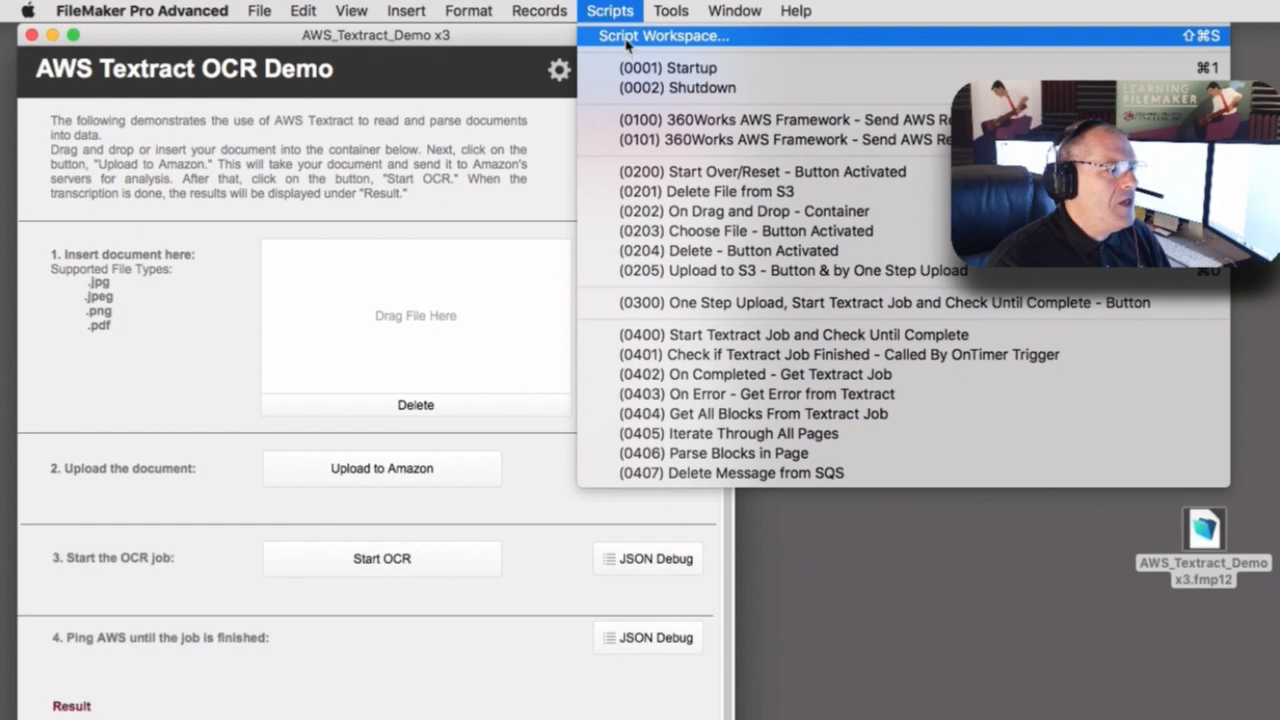 FileMaker Pro Advanced File Edit View Insert Format Records Scripts Tools Window Help
AWS_Textract_Demo x3
AWS Textract OCR Demo
The following demonstrates the use of AWS Textract to read and parse documents
into data.
Drag and drop or insert your document into the container below. Next, click on the
button, "Upload to Amazon." This will take your document and send it to Amazon's
servers for analysis. After that, click on the button, "Start OCR." When the
transcription is done, the results will be displayed under "Result."
1. Insert document here:
Supported File Types:
.jpg
.jpeg
.png
.pdf
Drag File Here
Delete
2. Upload the document:
Upload to Amazon
3. Start the OCR job:
Start OCR
JSON Debug
4. Ping AWS until the job is finished:
JSON Debug
Result
Script Workspace... ⇧⌘S
(0001) Startup ⌘1
(0002) Shutdown
(0100) 360Works AWS Framework - Send AWS Re
(0101) 360Works AWS Framework - Send AWS Re
(0200) Start Over/Reset - Button Activated
(0201) Delete File from S3
(0202) On Drag and Drop - Container
(0203) Choose File - Button Activated
(0204) Delete - Button Activated
(0205) Upload to S3 - Button & by One Step Upload
(0300) One Step Upload, Start Textract Job and Check Until Complete - Button
(0400) Start Textract Job and Check Until Complete
(0401) Check if Textract Job Finished - Called By OnTimer Trigger
(0402) On Completed - Get Textract Job
(0403) On Error - Get Error from Textract
(0404) Get All Blocks From Textract Job
(0405) Iterate Through All Pages
(0406) Parse Blocks in Page
(0407) Delete Message from SQS
LEARNING
FILEMAKER
AWS_Textract_Demo
x3.fmp12